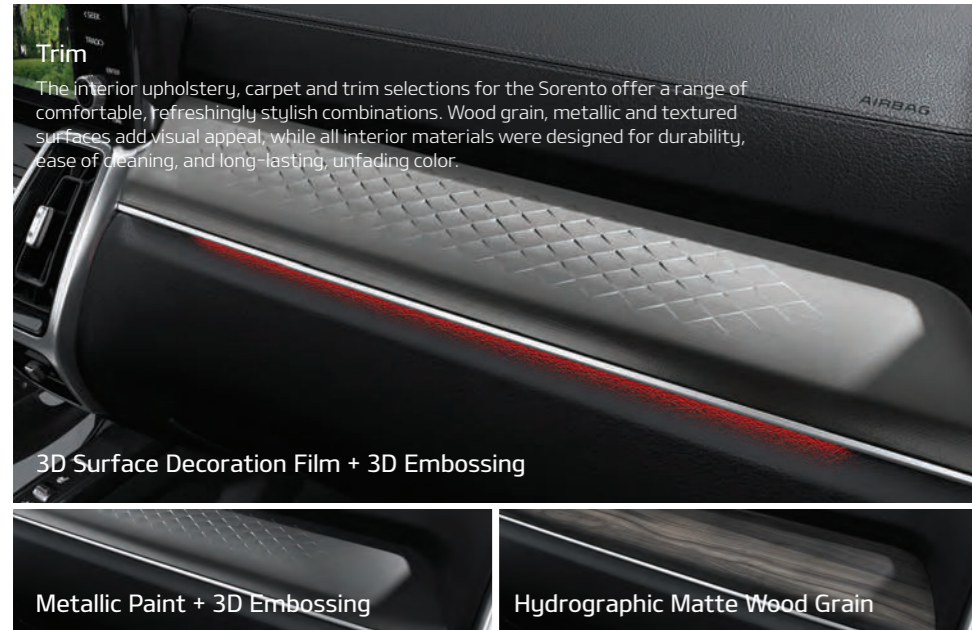 < SEEK
TRACK >
ENTER
Trim
The interior upholstery, carpet and trim selections for the Sorento offer a range of
comfortable, refreshingly stylish combinations. Wood grain, metallic and textured
surfaces add visual appeal, while all interior materials were designed for durability,
ease of cleaning, and long-lasting, unfading color.
AIRBAG
3D Surface Decoration Film + 3D Embossing
Metallic Paint + 3D Embossing
Hydrographic Matte Wood Grain